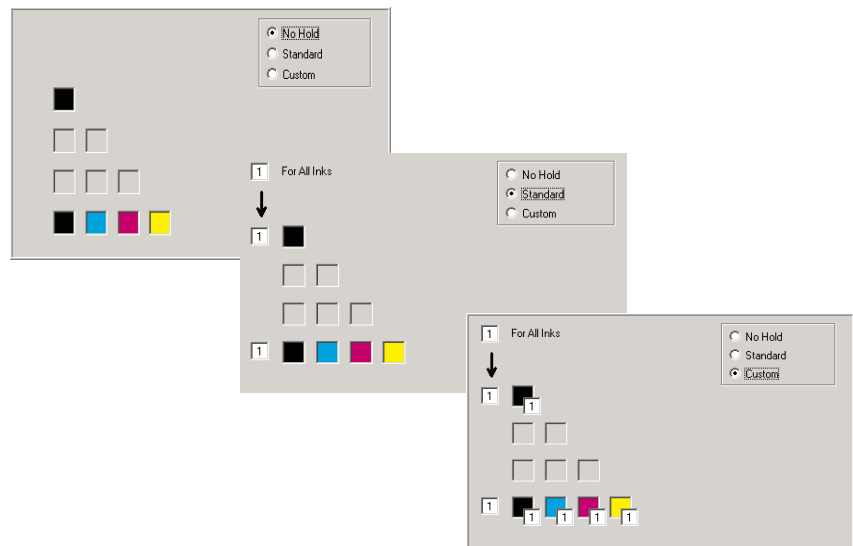 No Hold
Standard
Custom
1 For All Inks
No Hold
Standard
Custom
1
1
1 For All Inks
No Hold
Standard
Custom
1 1
1 1 1 1 1